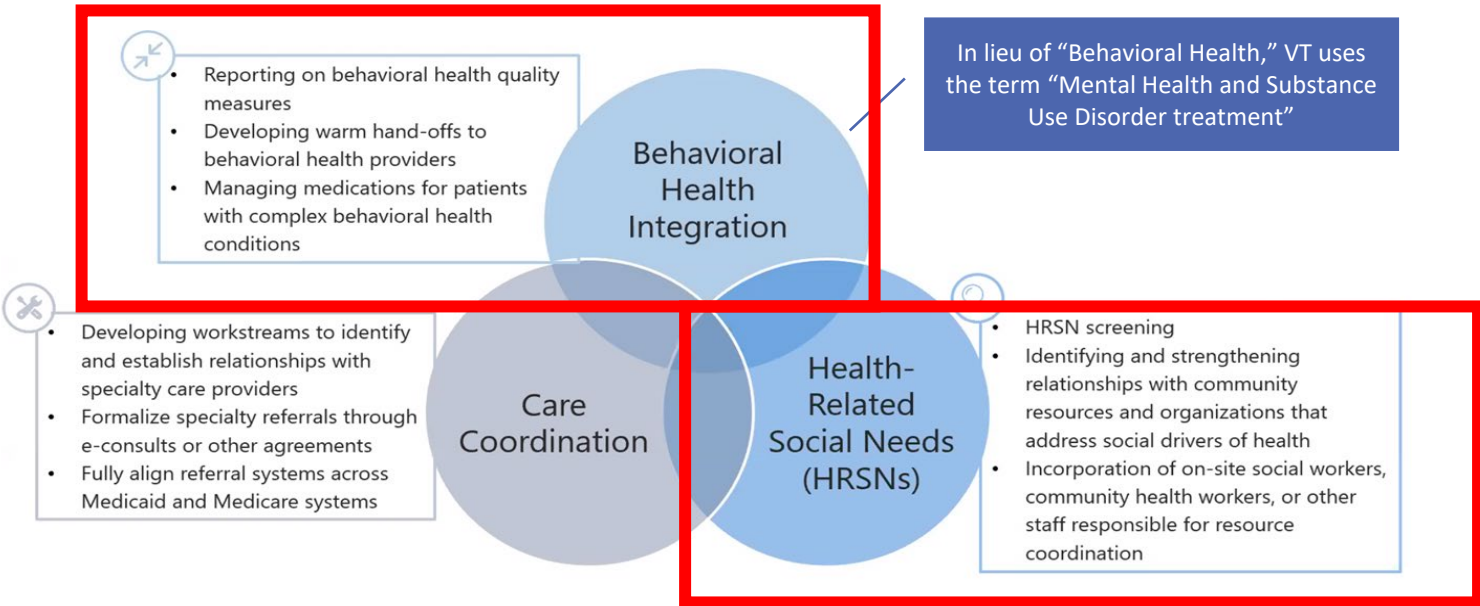 • Reporting on behavioral health quality
measures
• Developing warm hand-offs to
behavioral health providers
• Managing medications for patients
with complex behavioral health
conditions
Behavioral
Health
Integration
In lieu of “Behavioral Health,” VT uses
the term “Mental Health and Substance
Use Disorder treatment”
• Developing workstreams to identify
and establish relationships with
specialty care providers
• Formalize specialty referrals through
e-consults or other agreements
• Fully align referral systems across
Medicaid and Medicare systems
Care
Coordination
Health-
Related
Social Needs
(HRSNs)
• HRSN screening
• Identifying and strengthening
relationships with community
resources and organizations that
address social drivers of health
• Incorporation of on-site social workers,
community health workers, or other
staff responsible for resource
coordination